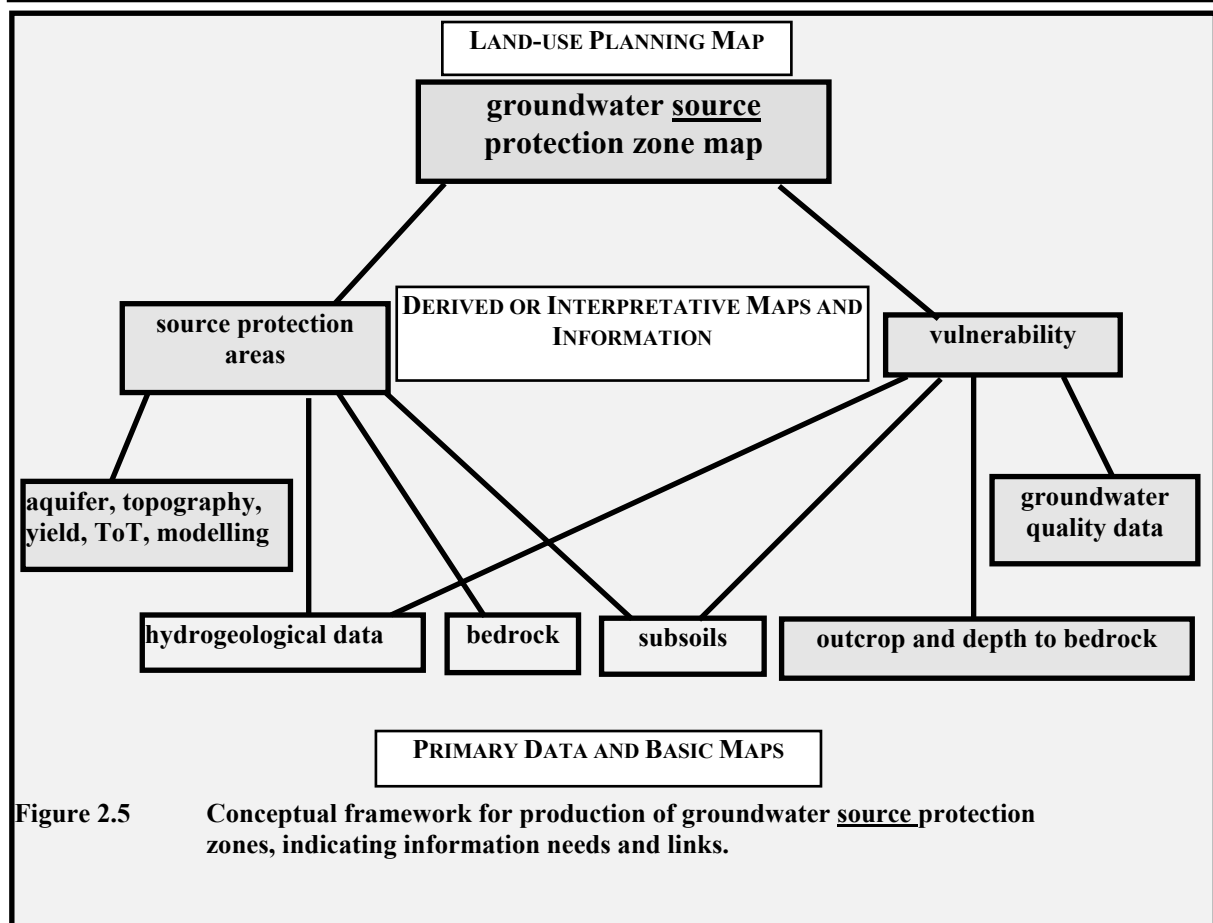 LAND-USE PLANNING MAP
groundwater source
protection zone map
DERIVED OR INTERPRETATIVE MAPS AND
INFORMATION
source protection
areas
vulnerability
aquifer, topography,
yield, ToT, modelling
groundwater
quality data
hydrogeological data
bedrock
subsoils
outcrop and depth to bedrock
PRIMARY DATA AND BASIC MAPS
Figure 2.5 Conceptual framework for production of groundwater source protection
zones, indicating information needs and links.